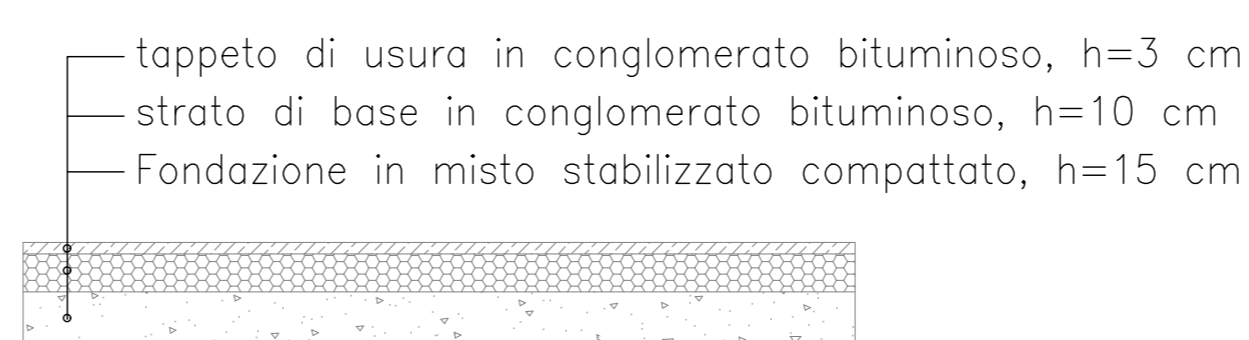 tappeto di usura in conglomerato bituminoso, h=3 cm
strato di base in conglomerato bituminoso, h=10 cm
Fondazione in misto stabilizzato compattato, h=15 cm